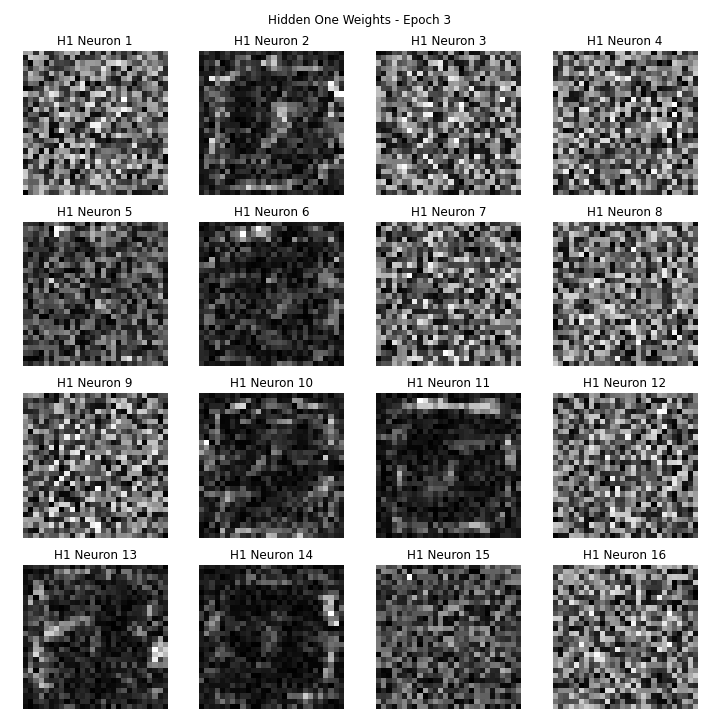 Hidden One Weights - Epoch 3
H1 Neuron 1 H1 Neuron 2 H1 Neuron 3 H1 Neuron 4
H1 Neuron 5 H1 Neuron 6 H1 Neuron 7 H1 Neuron 8
H1 Neuron 9 H1 Neuron 10 H1 Neuron 11 H1 Neuron 12
H1 Neuron 13 H1 Neuron 14 H1 Neuron 15 H1 Neuron 16